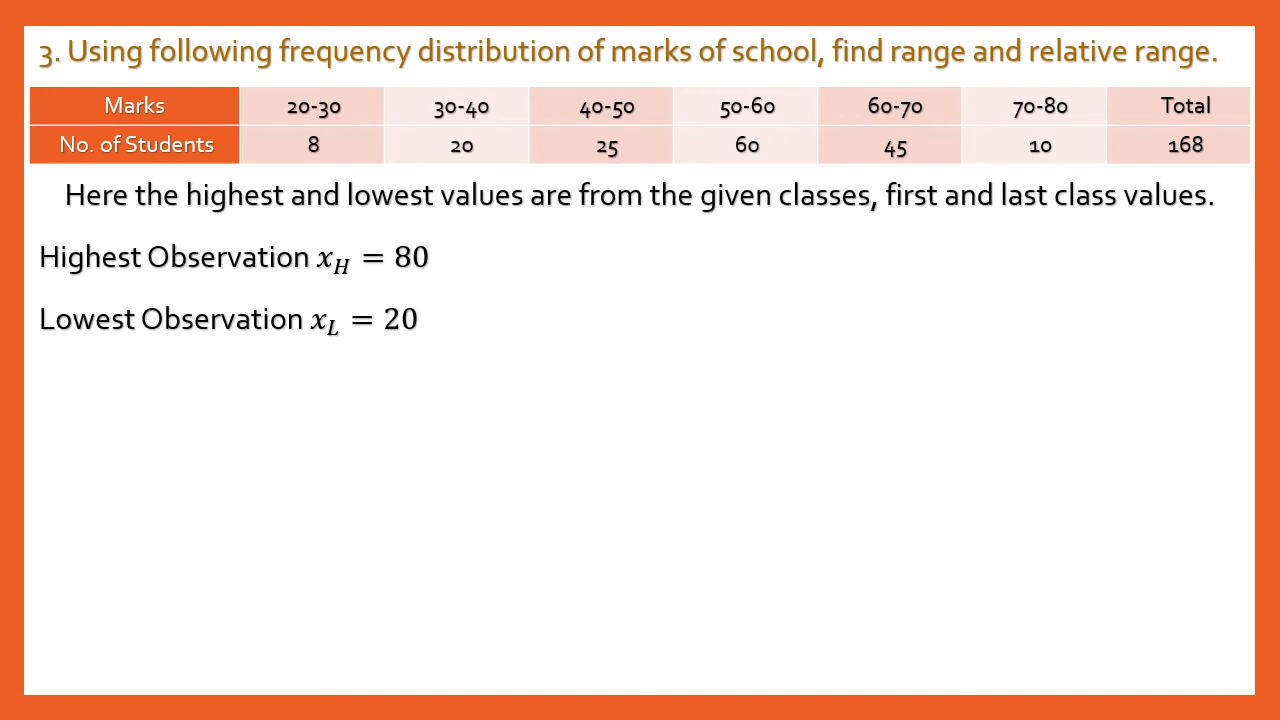 3. Using following frequency distribution of marks of school, find range and relative range.
Marks 20-30 30-40 40-50 50-60 60-70 70-80 Total
No. of Students 8 20 25 60 45 10 168
Here the highest and lowest values are from the given classes, first and last class values.
Highest Observation x_H = 80
Lowest Observation x_L = 20